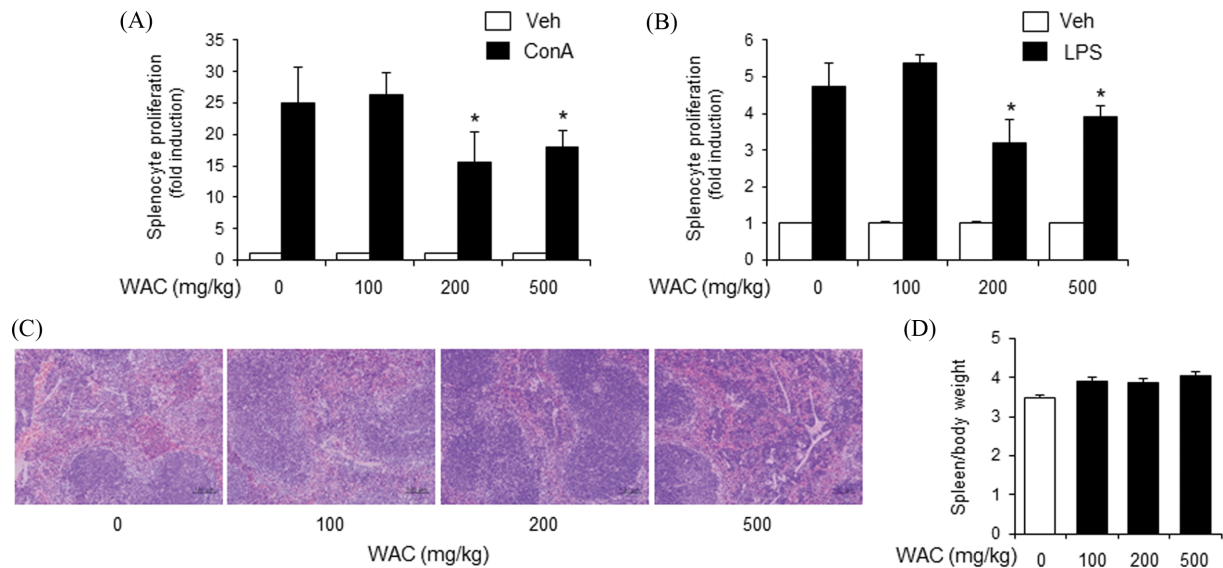 (A)
Veh
ConA
Splenocyte proliferation
(fold induction)
35
30
25
20
15
10
5
0
*
*
WAC (mg/kg)
0 100 200 500
(B)
Veh
LPS
Splenocyte proliferation
(fold induction)
6
5
4
3
2
1
0
*
*
WAC (mg/kg)
0 100 200 500
(C)
0 100 200 500
WAC (mg/kg)
(D)
Spleen/body weight
5
4
3
2
1
0
WAC (mg/kg)
0 100 200 500